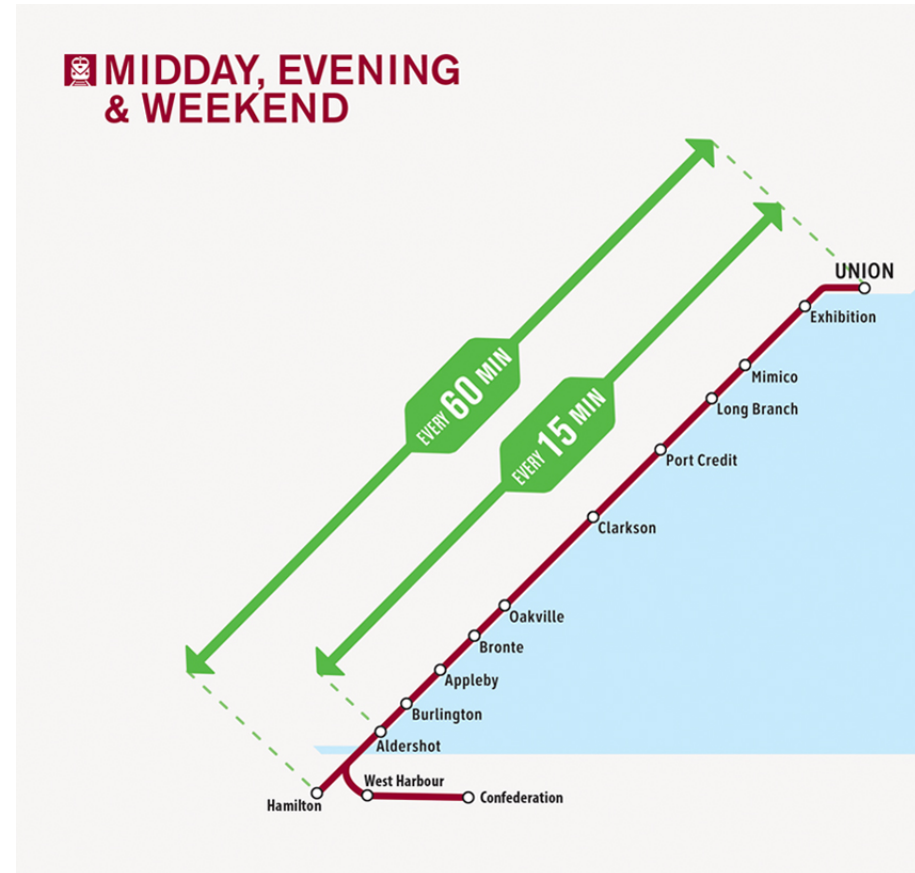 MIDDAY, EVENING
& WEEKEND
UNION
Exhibition
Mimico
Long Branch
EVERY 60 MIN
EVERY 15 MIN
Port Credit
Clarkson
Oakville
Bronte
Appleby
Burlington
Aldershot
West Harbour
Hamilton
Confederation